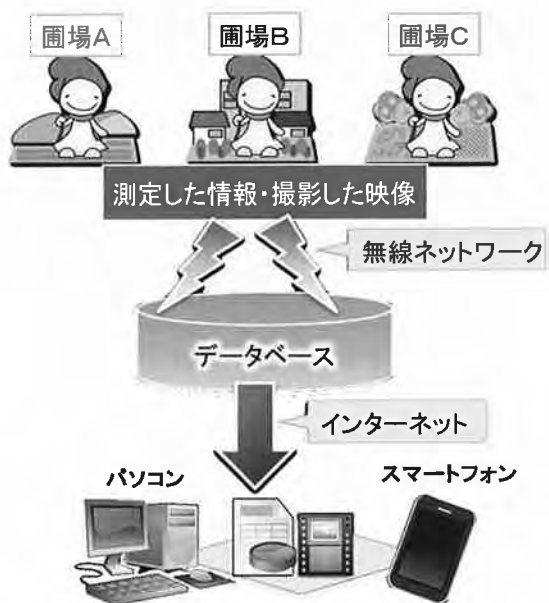 圃場A
圃場B
圃場C
測定した情報・撮影した映像
無線ネットワーク
データベース
インターネット
パソコン
スマートフォン